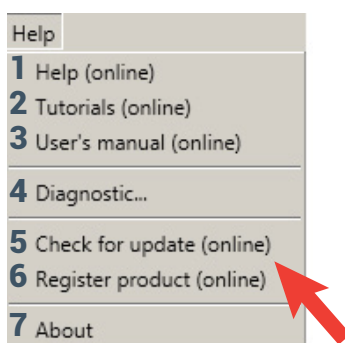 Help
1 Help (online)
2 Tutorials (online)
3 User's manual (online)
4 Diagnostic...
5 Check for update (online)
6 Register product (online)
7 About